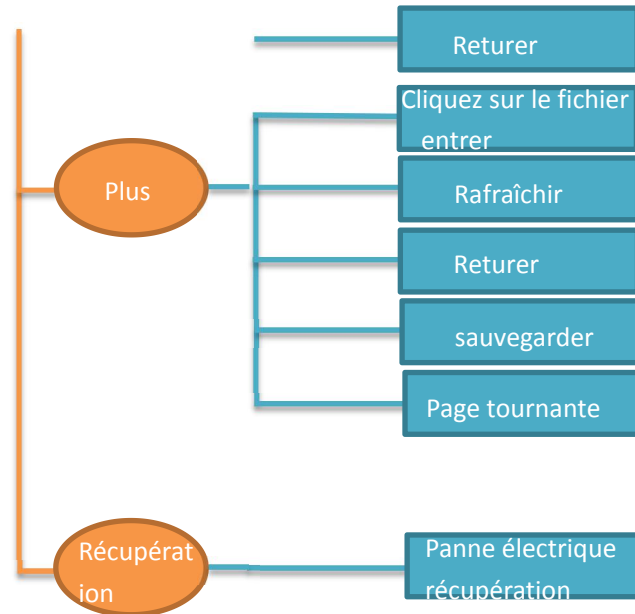 Returer
Cliquez sur le fichier
entrer
Plus
Rafraîchir
Returer
sauvegarder
Page tournante
Récupérat
ion
Panne électrique
récupération